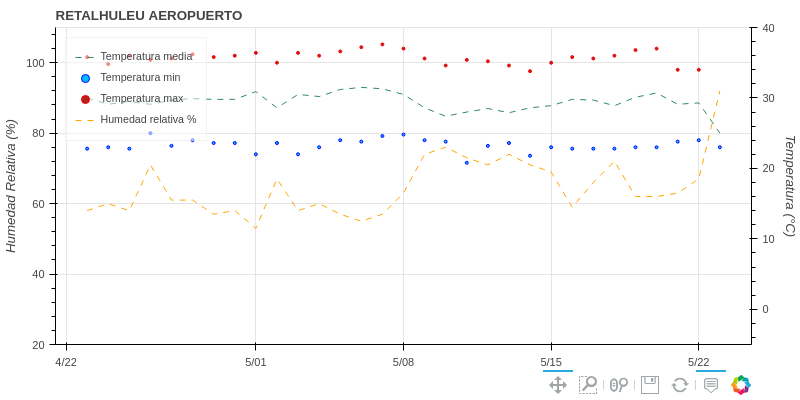 RETALHULEU AEROPUERTO
Temperatura media
Temperatura min
Temperatura max
Humedad relativa %
Humedad Relativa (%)
100
80
60
40
20
Temperatura (°C)
40
30
20
10
0
4/22
5/01
5/08
5/15
5/22